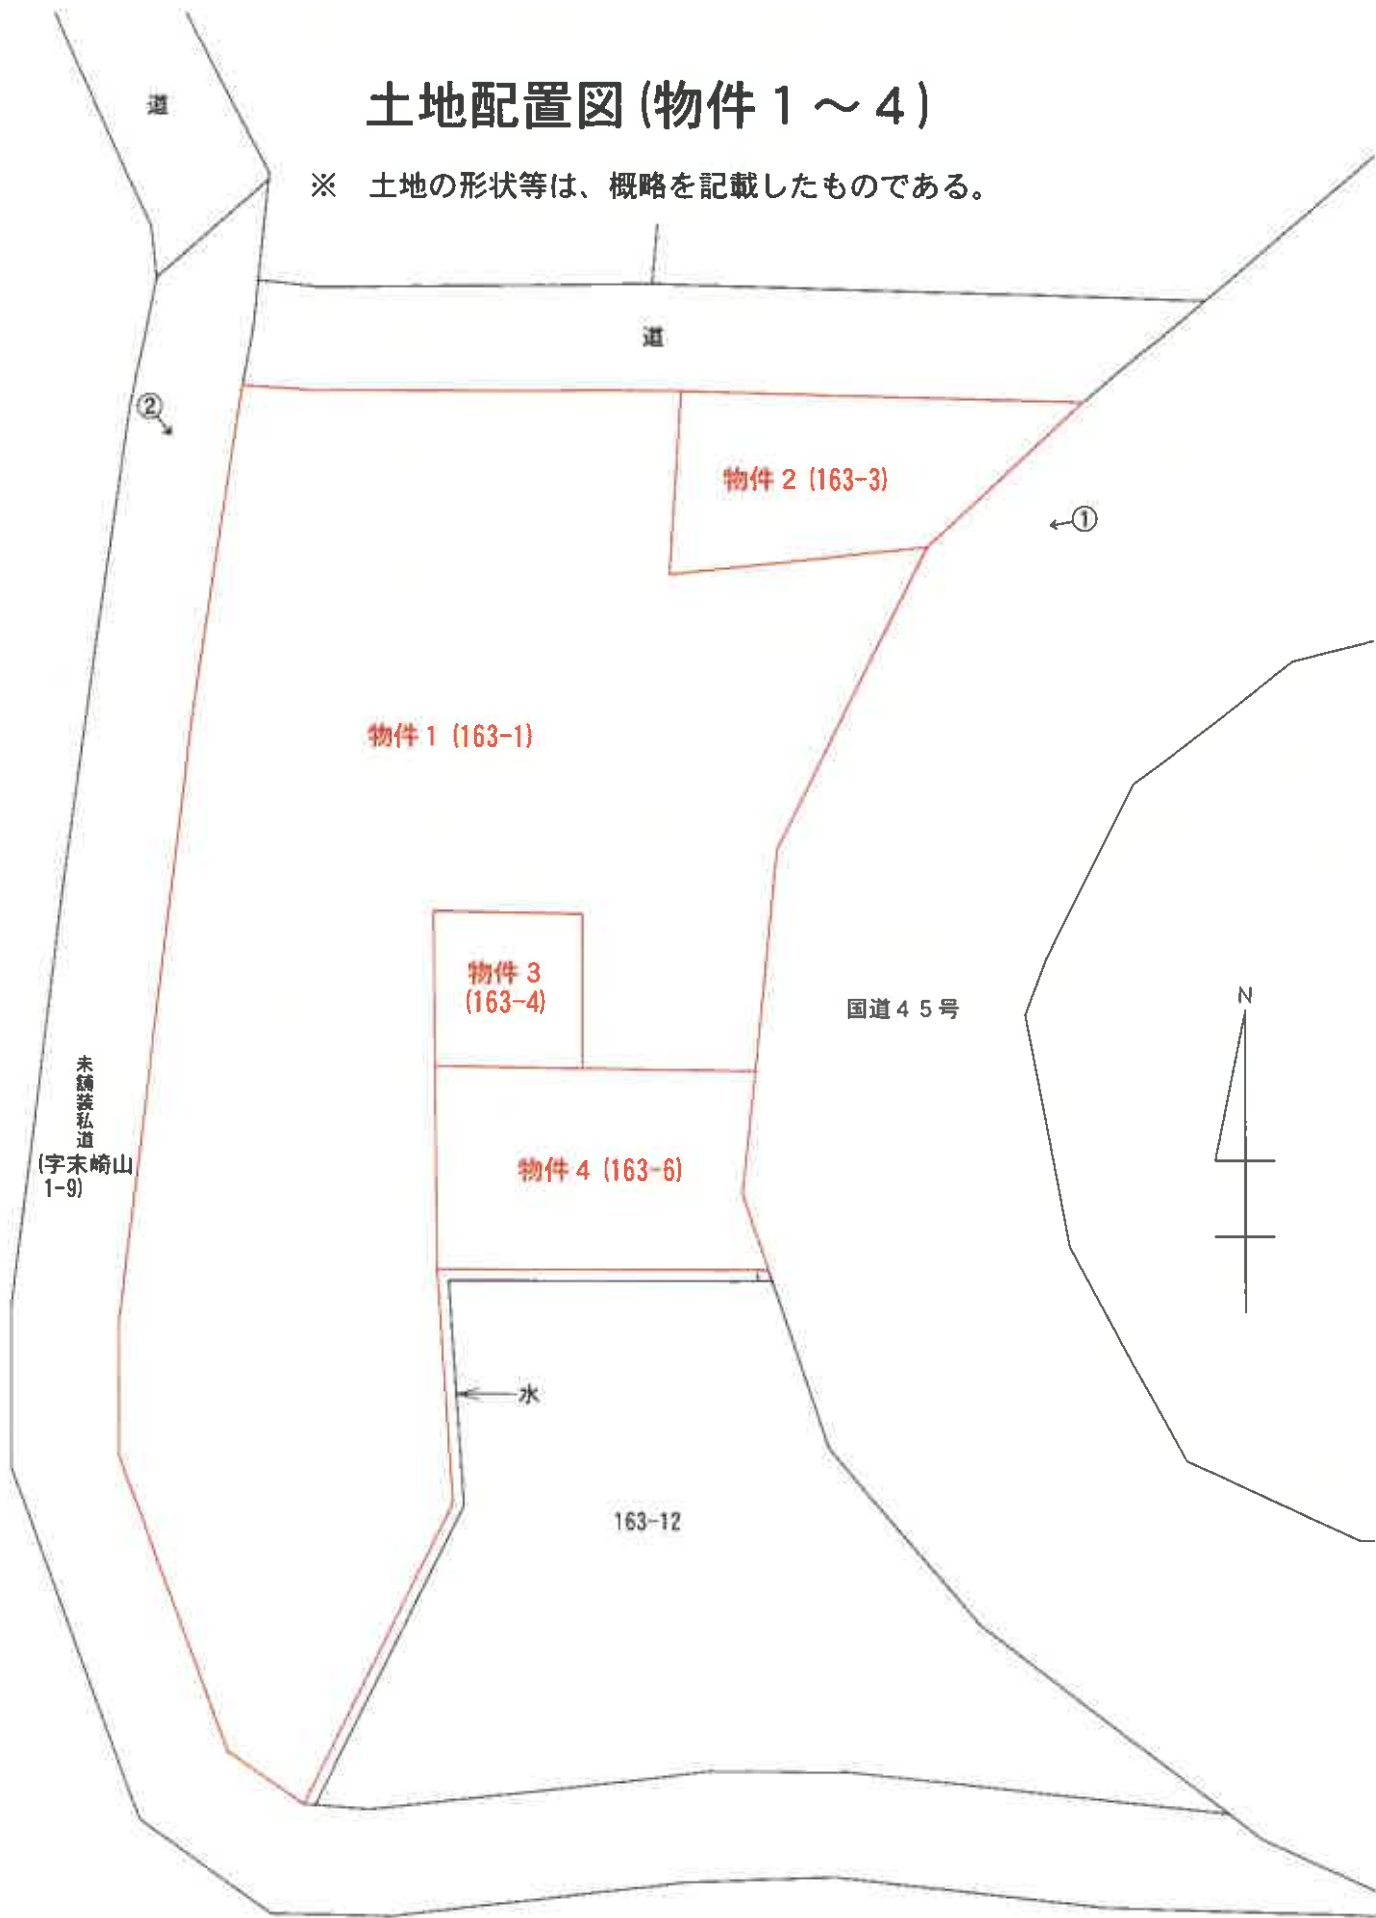 道
土地配置図(物件1～4)
※　土地の形状等は、概略を記載したものである。
道
②
物件2 (163-3)
①
物件1 (163-1)
物件3
(163-4)
国道45号
N
未舗装私道
(字末崎山
1-9)
物件4 (163-6)
水
163-12